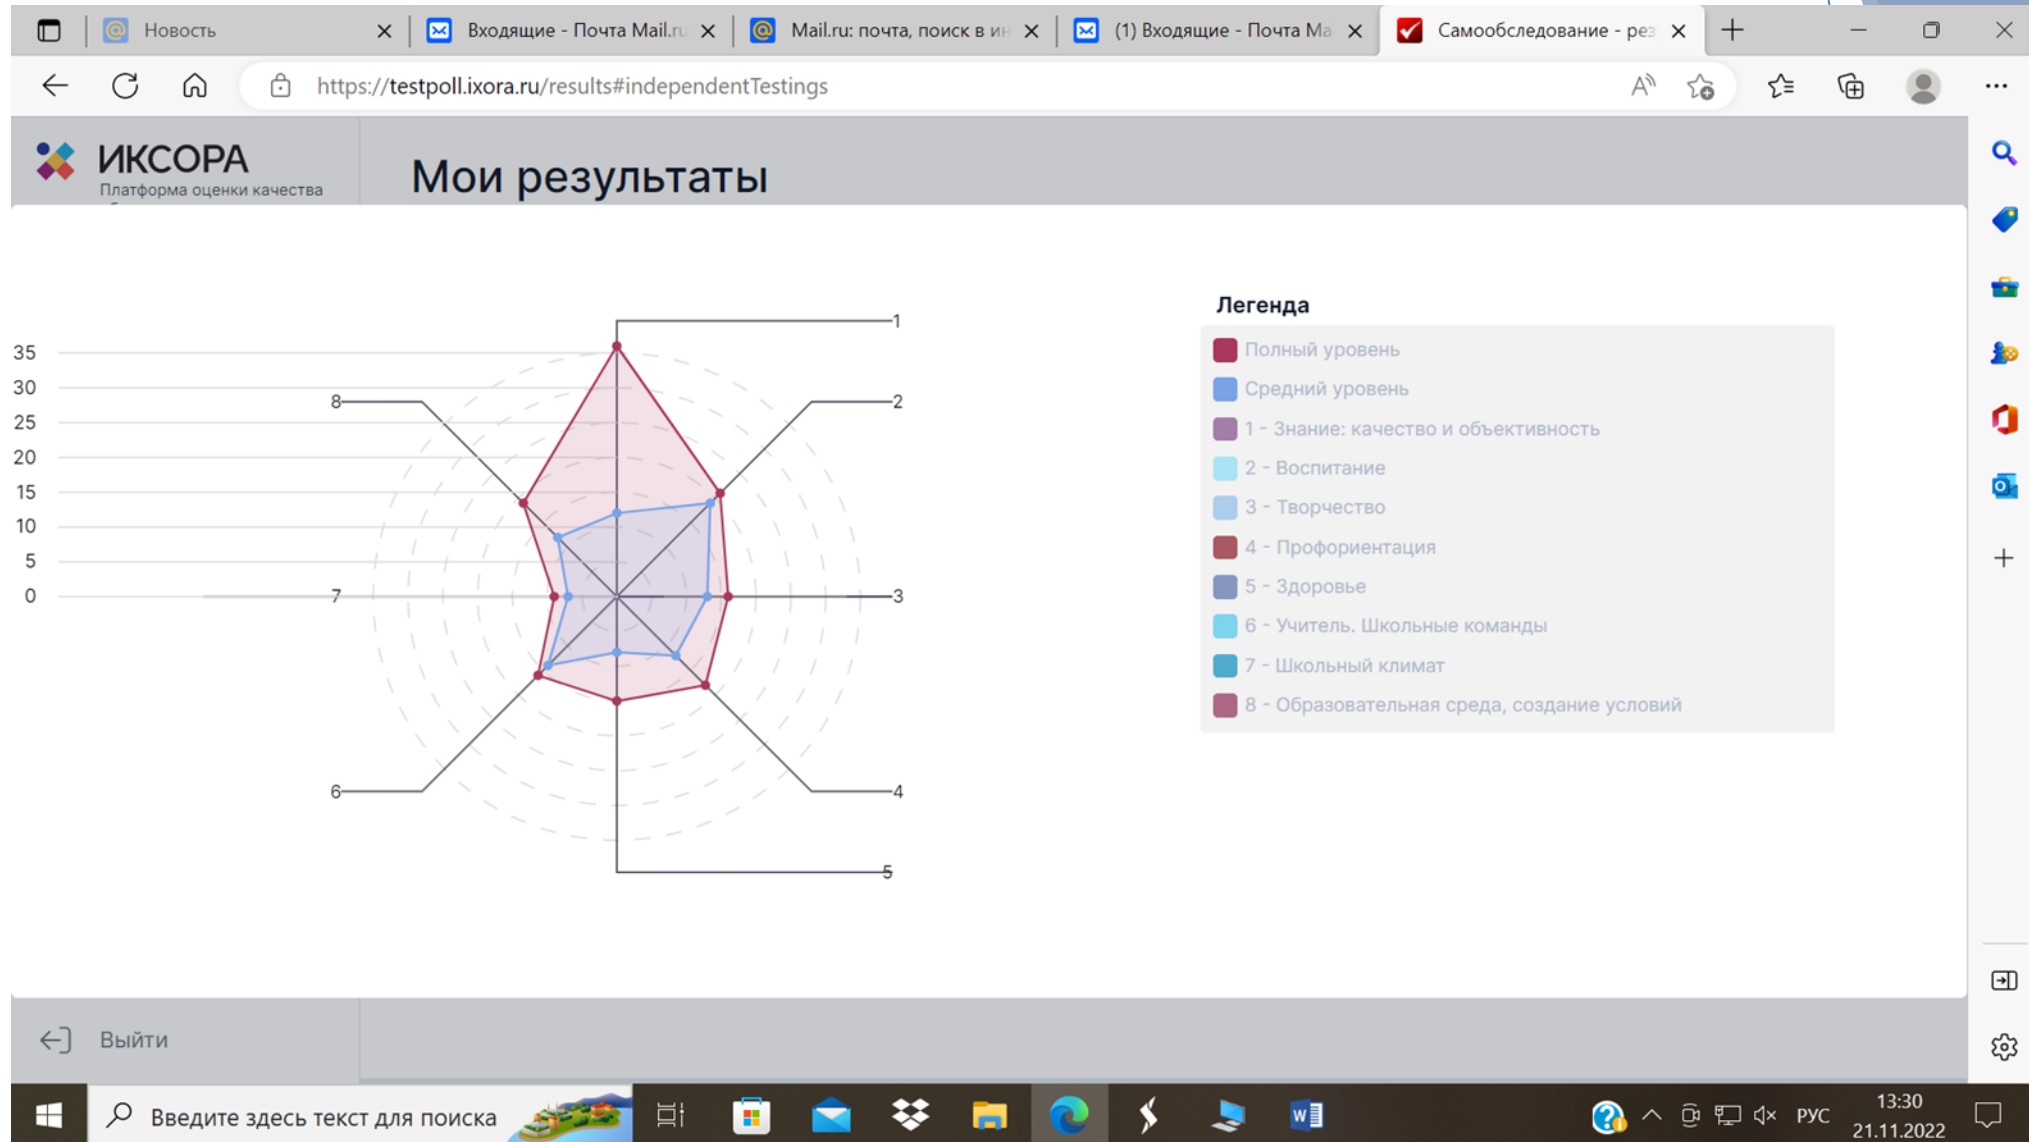 Новость
Входящие - Почта Mail.ru
Mail.ru: почта, поиск в ин
(1) Входящие - Почта Ma
Самообследование - рез
https://testpoll.ixora.ru/results#independentTestings
ИКСОРА
Платформа оценки качества
Мои результаты
35
30
25
20
15
10
5
0
1
2
3
4
5
6
7
8
Легенда
Полный уровень
Средний уровень
1 - Знание: качество и объективность
2 - Воспитание
3 - Творчество
4 - Профориентация
5 - Здоровье
6 - Учитель. Школьные команды
7 - Школьный климат
8 - Образовательная среда, создание условий
Выйти
Введите здесь текст для поиска
РУС
13:30
21.11.2022